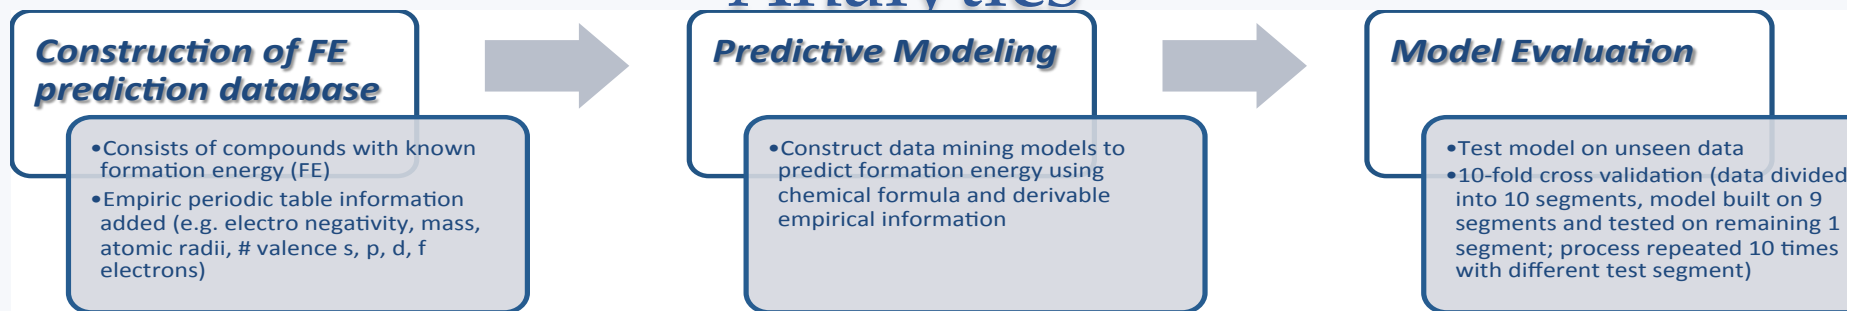 Analytics
Construction of FE
prediction database
•Consists of compounds with known
formation energy (FE)
•Empiric periodic table information
added (e.g. electro negativity, mass,
atomic radii, # valence s, p, d, f
electrons)
Predictive Modeling
•Construct data mining models to
predict formation energy using
chemical formula and derivable
empirical information
Model Evaluation
•Test model on unseen data
•10-fold cross validation (data divided
into 10 segments, model built on 9
segments and tested on remaining 1
segment; process repeated 10 times
with different test segment)